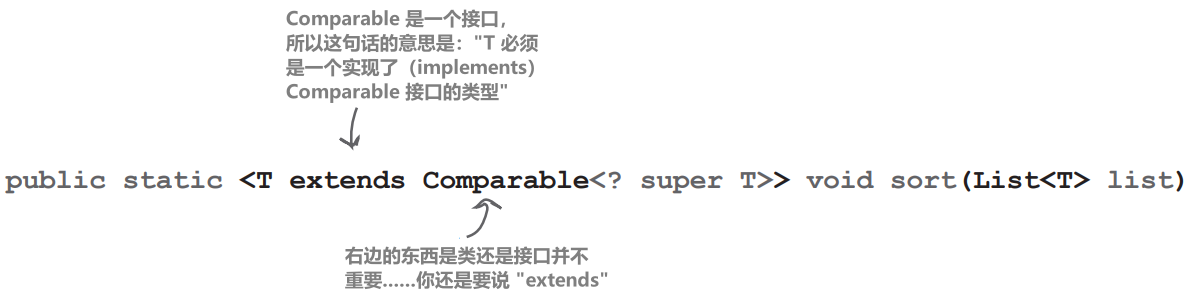 Comparable 是一个接口，
所以这句话的意思是："T 必须
是一个实现了（implements）
Comparable 接口的类型"
public static <T extends Comparable<? super T>> void sort(List<T> list)
右边的东西是类还是接口并不
重要……你还是要说 "extends"